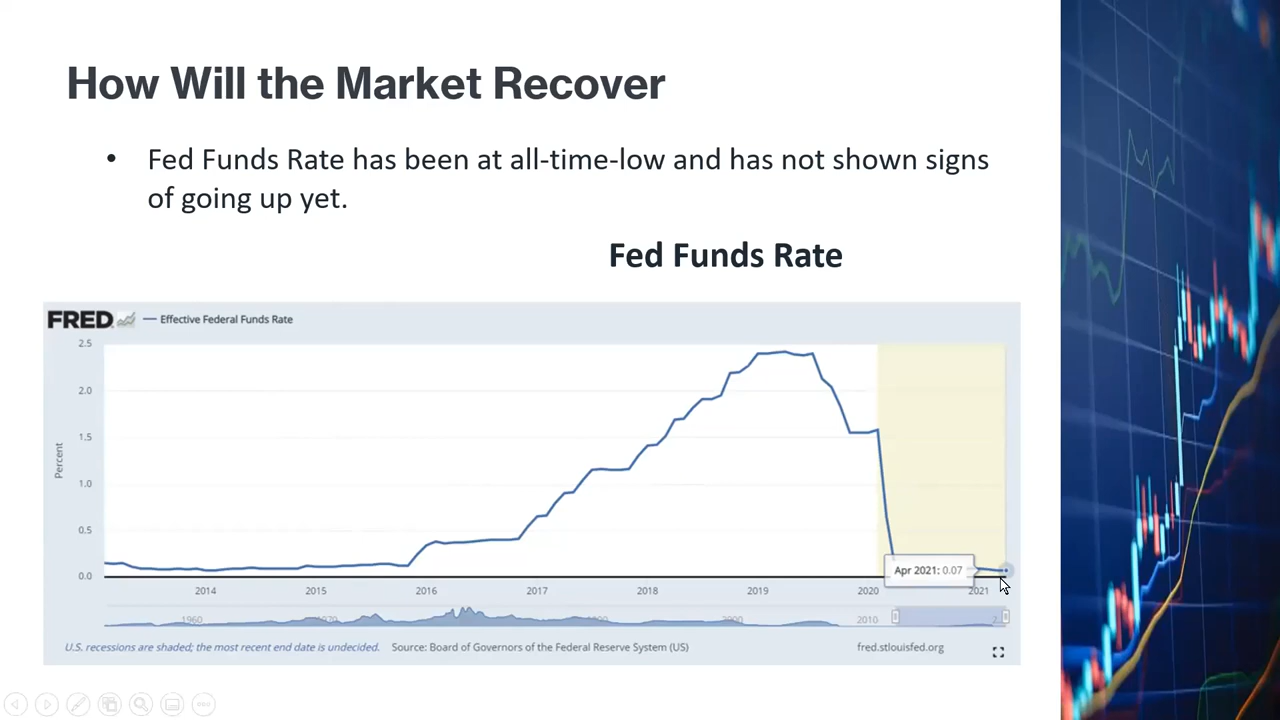 How Will the Market Recover
• Fed Funds Rate has been at all-time-low and has not shown signs
of going up yet.
Fed Funds Rate
FRED — Effective Federal Funds Rate
2.5
2.0
1.5
Percent
1.0
0.5
0.0
Apr 2021: 0.07
2014 2015 2016 2017 2018 2019 2020 2021
1960 2000 2010
U.S. recessions are shaded; the most recent end date is undecided. Source: Board of Governors of the Federal Reserve System (US) fred.stlouisfed.org